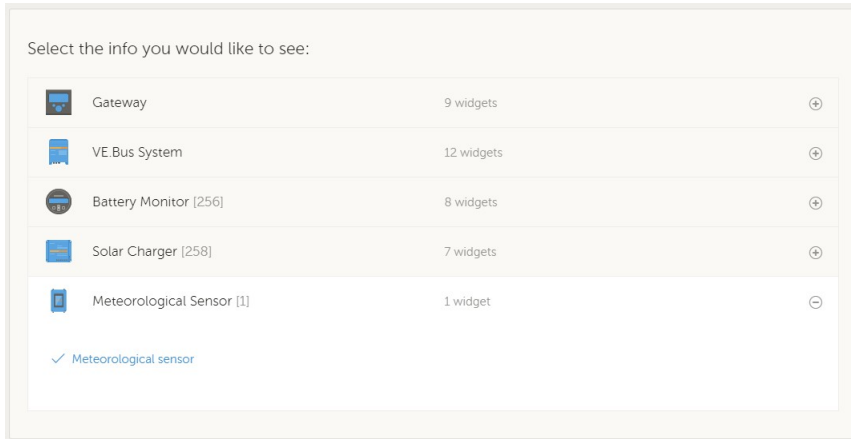 Select the info you would like to see:
Gateway 9 widgets
VE.Bus System 12 widgets
Battery Monitor [256] 8 widgets
Solar Charger [258] 7 widgets
Meteorological Sensor [1] 1 widget
Meteorological sensor